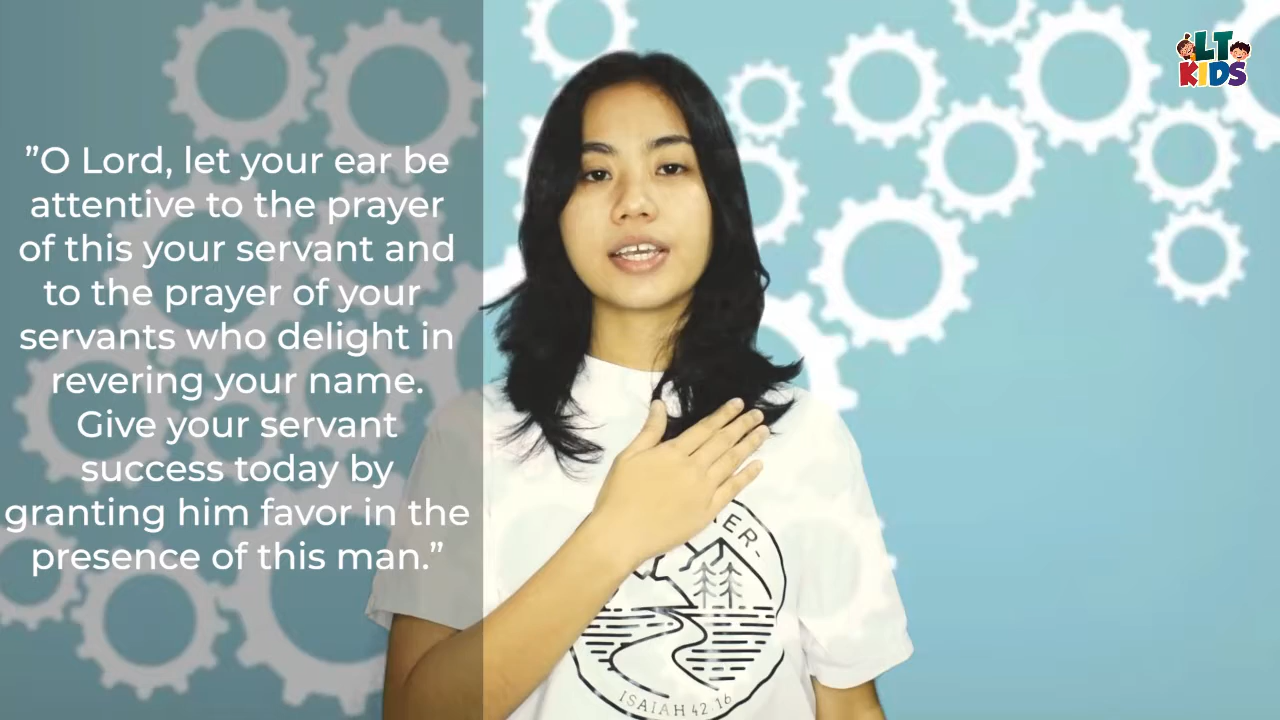 ”O Lord, let your ear be
attentive to the prayer
of this your servant and
to the prayer of your
servants who delight in
revering your name.
Give your servant
success today by
granting him favor in the
presence of this man.”
LT
KIDS
ISAIAH 42 16